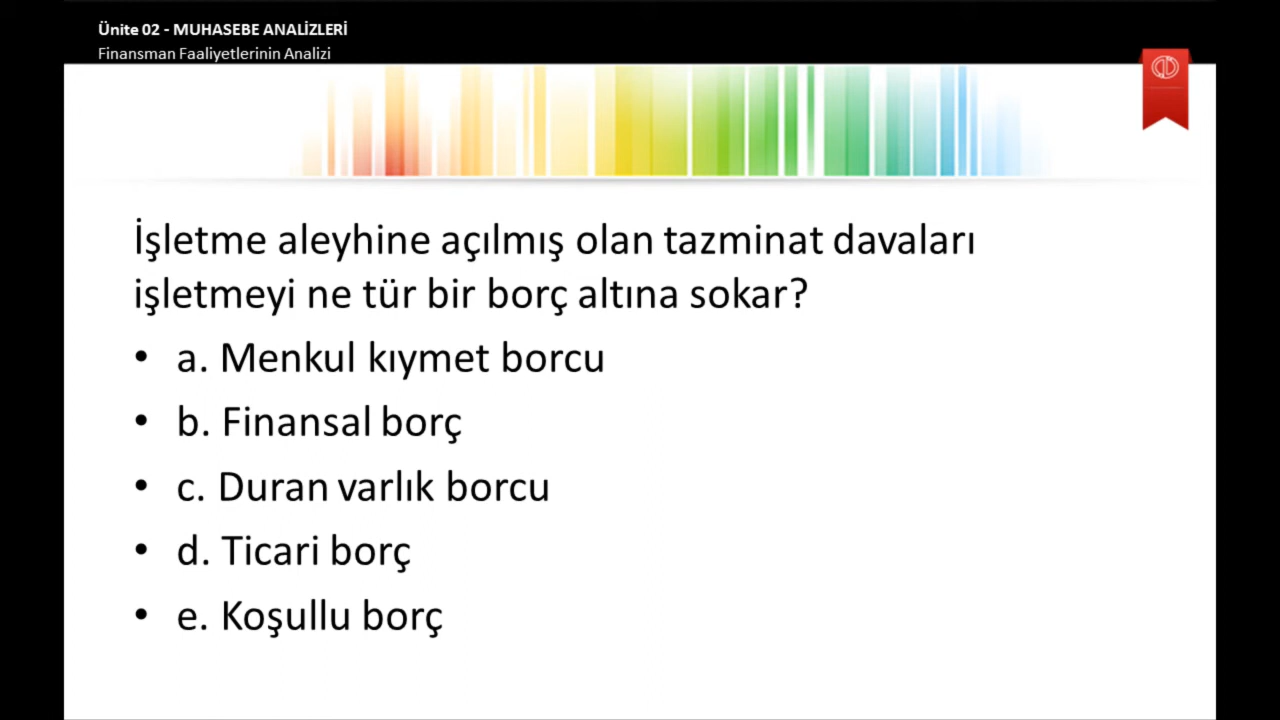 Ünite 02 - MUHASEBE ANALİZLERİ
Finansman Faaliyetlerinin Analizi
İşletme aleyhine açılmış olan tazminat davaları
işletmeyi ne tür bir borç altına sokar?
• a. Menkul kıymet borcu
• b. Finansal borç
• c. Duran varlık borcu
• d. Ticari borç
• e. Koşullu borç